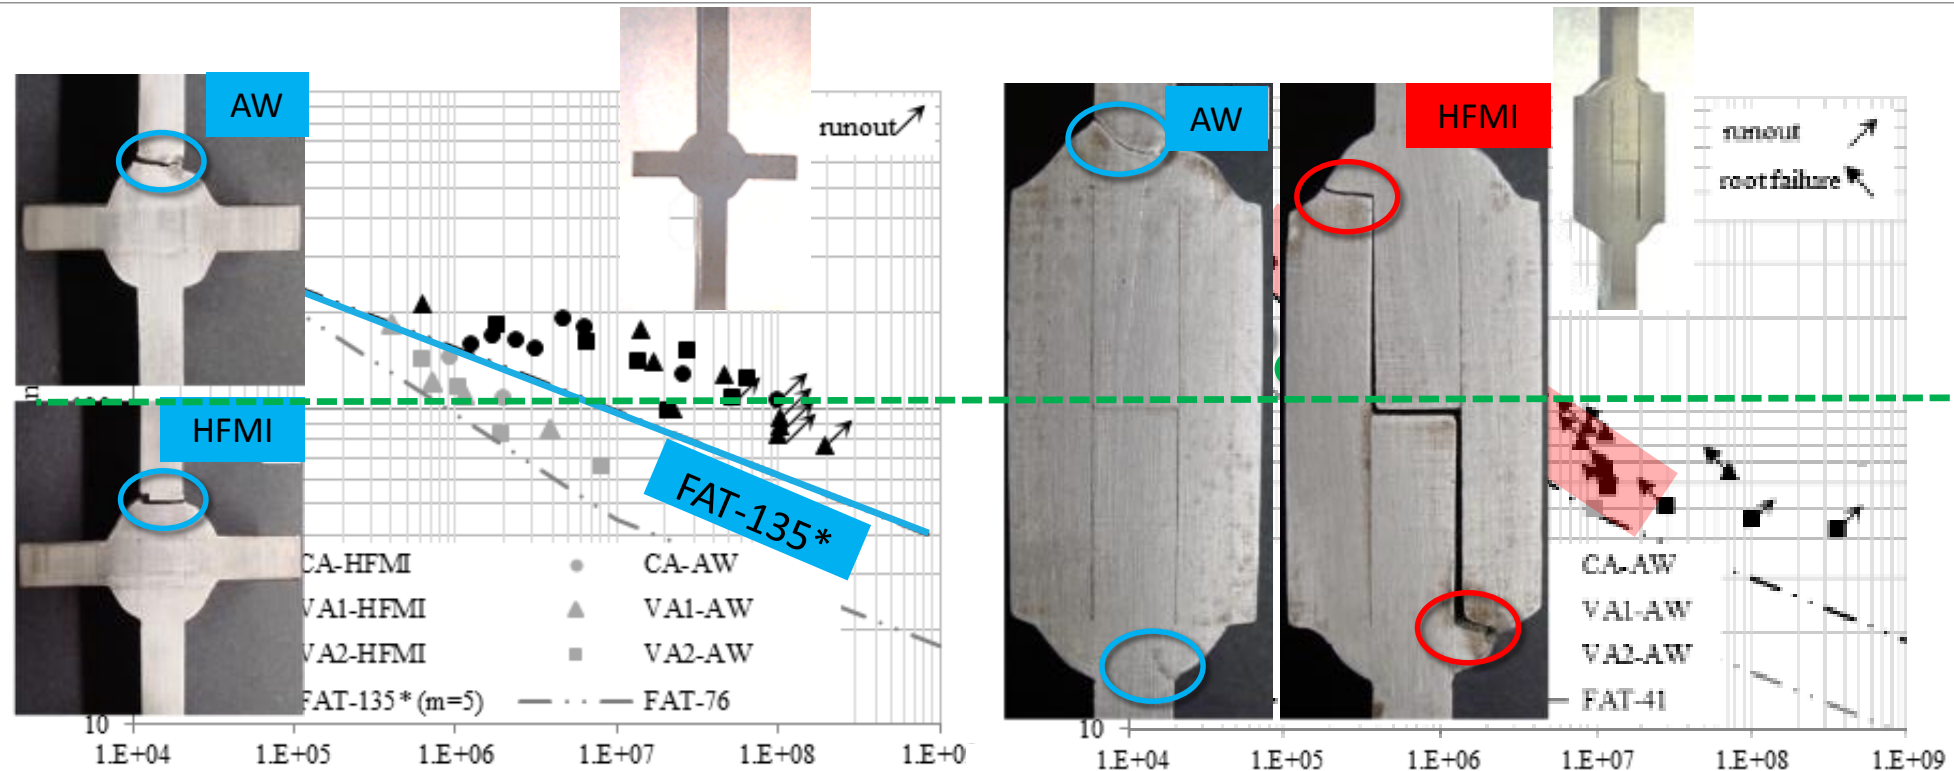 AW
HFMI
runout
FAT-135*
CA-HFMI
CA-AW
VA1-HFMI
VA1-AW
VA2-HFMI
VA2-AW
FAT-135* (m=5)
FAT-76
10
1.E+04
1.E+05
1.E+06
1.E+07
1.E+08
1.E+0
AW
HFMI
runout
root failure
CA-AW
VA1-AW
VA2-AW
FAT-41
10
1.E+04
1.E+05
1.E+06
1.E+07
1.E+08
1.E+09